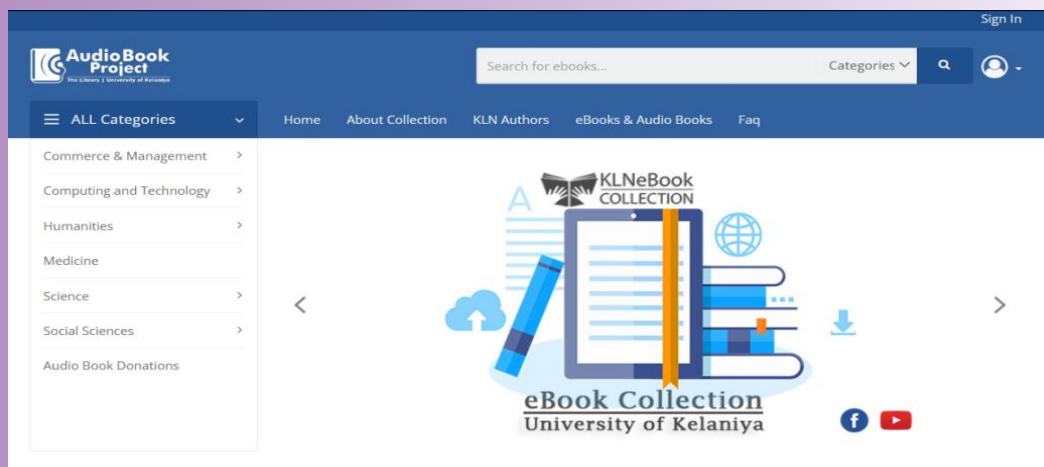 Sign In
AudioBook
Project
The Library | University of Kelaniya
Search for ebooks...
Categories
ALL Categories
Home
About Collection
KLN Authors
eBooks & Audio Books
Faq
Commerce & Management
Computing and Technology
Humanities
Medicine
Science
Social Sciences
Audio Book Donations
KLNeBook
COLLECTION
A
eBook Collection
University of Kelaniya
f